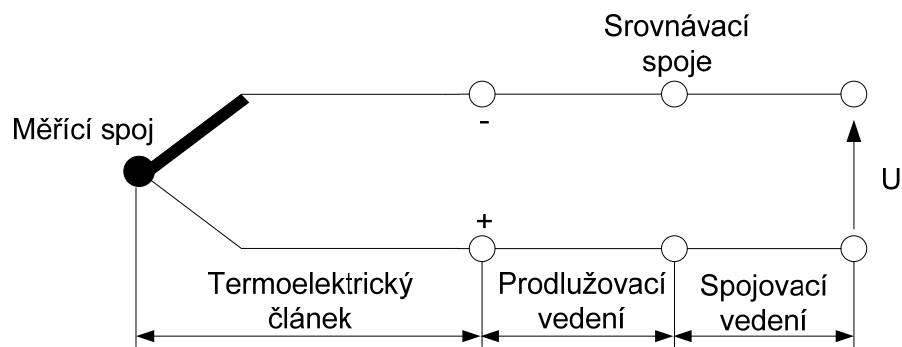 Srovnávací
spoje
Měřící spoj
-
+
U
Termoelektrický
článek
Prodlužovací
vedení
Spojovací
vedení